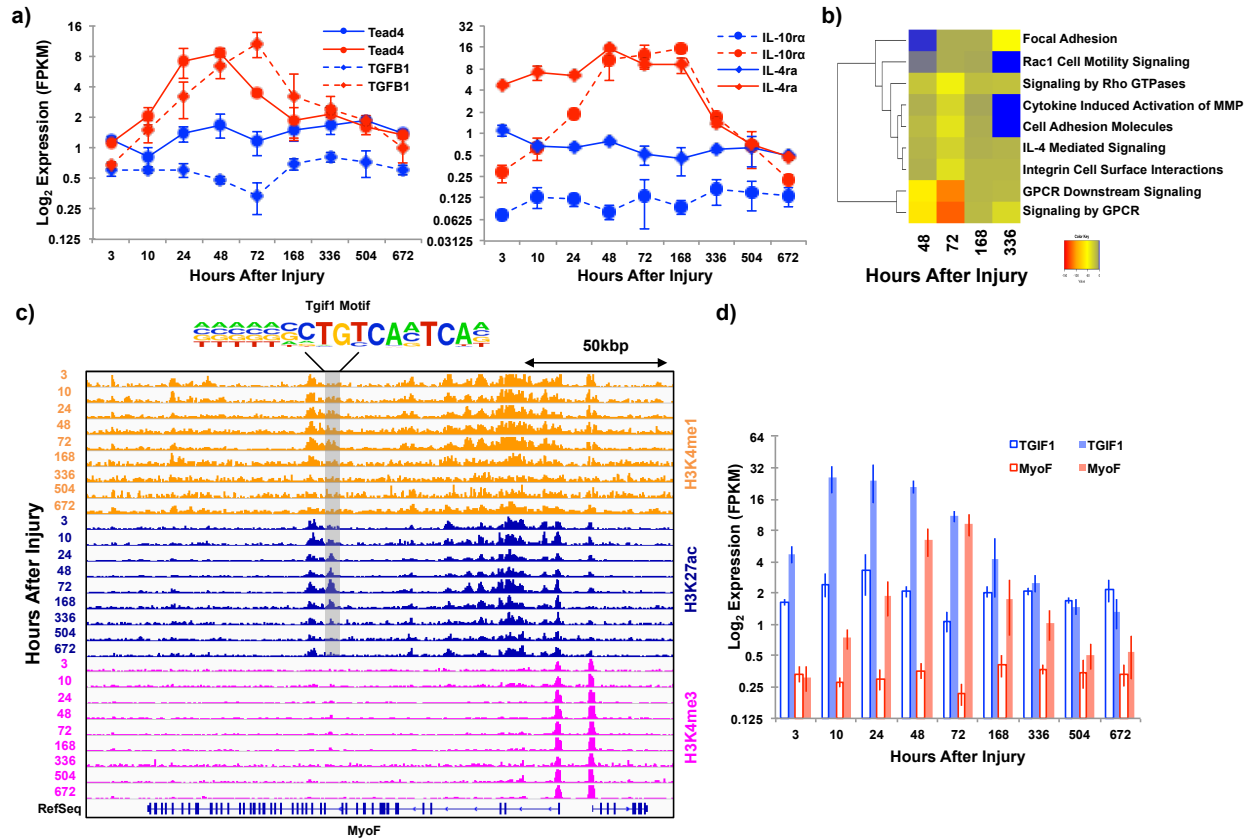 a)
Log2 Expression (FPKM)
16
8
4
2
1
0.5
0.25
0.125
Tead4
Tead4
TGFB1
TGFB1
3 10 24 48 72 168 336 504 672
Hours After Injury
32
16
8
4
2
1
0.5
0.25
0.125
0.0625
0.03125
IL-10rα
IL-10rα
IL-4ra
IL-4ra
3 10 24 48 72 168 336 504 672
Hours After Injury
b)
Focal Adhesion
Rac1 Cell Motility Signaling
Signaling by Rho GTPases
Cytokine Induced Activation of MMP
Cell Adhesion Molecules
IL-4 Mediated Signaling
Integrin Cell Surface Interactions
GPCR Downstream Signaling
Signaling by GPCR
48 72 168 336
Hours After Injury
Color Key
c)
Tgif1 Motif
CTGTCAATCAA
50kbp
Hours After Injury
3
10
24
48
72
168
336
504
672
H3K4me1
3
10
24
48
72
168
336
504
672
H3K27ac
3
10
24
48
72
168
336
504
672
H3K4me3
RefSeq
MyoF
d)
Log2 Expression (FPKM)
64
32
16
8
4
2
1
0.5
0.25
0.125
TGIF1 TGIF1
MyoF MyoF
3 10 24 48 72 168 336 504 672
Hours After Injury